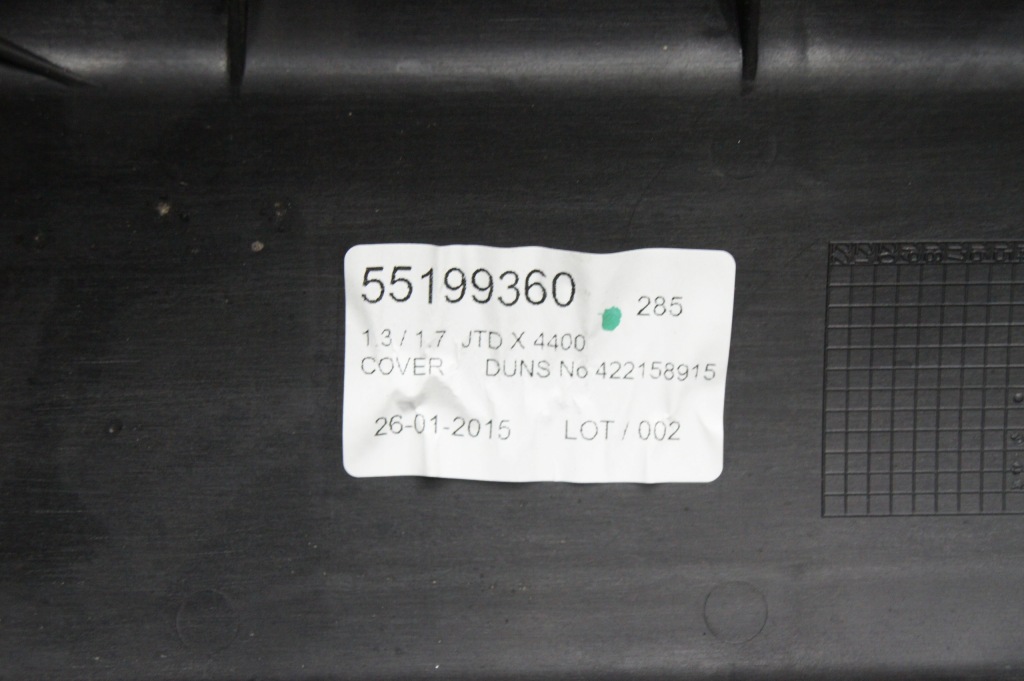 55199360
285
1.3 / 1.7 JTD X 4400
COVER DUNS No 422158915
26-01-2015 LOT / 002